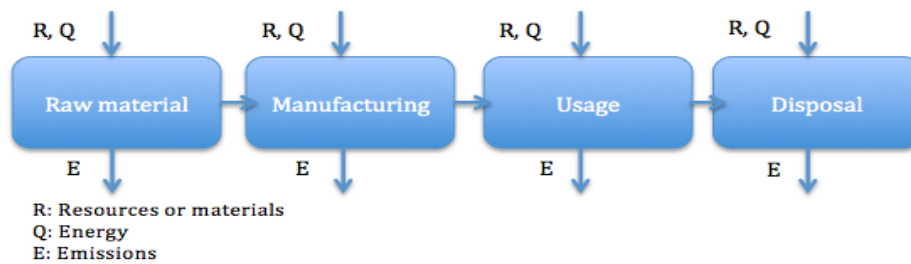 R, Q R, Q R, Q R, Q
Raw material Manufacturing Usage Disposal
E E E E
R: Resources or materials
Q: Energy
E: Emissions